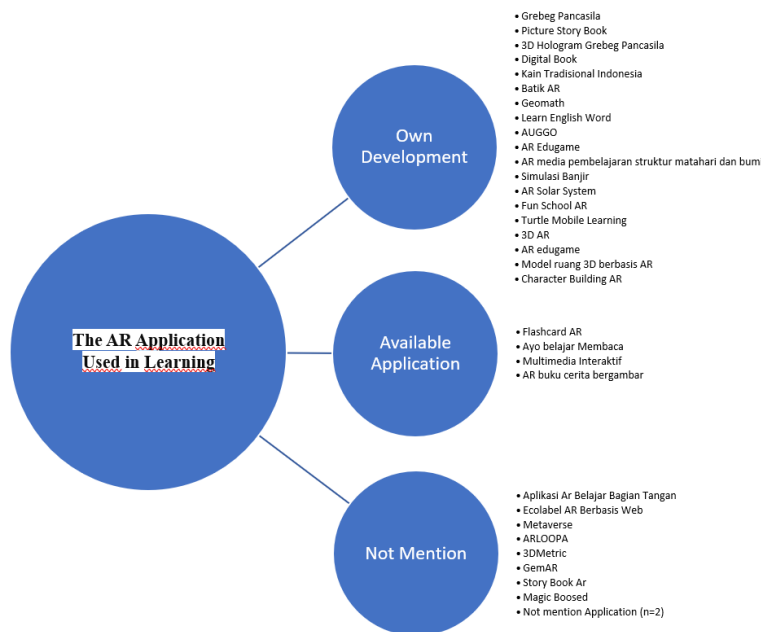 The AR Application
Used in Learning
Own
Development
• Grebeg Pancasila
• Picture Story Book
• 3D Hologram Grebeg Pancasila
• Digital Book
• Kain Tradisional Indonesia
• Batik AR
• Geomath
• Learn English Word
• AUGGO
• AR Edugame
• AR media pembelajaran struktur matahari dan bumi
• Simulasi Banjir
• AR Solar System
• Fun School AR
• Turtle Mobile Learning
• 3D AR
• AR edugame
• Model ruang 3D berbasis AR
• Character Building AR
Available
Application
• Flashcard AR
• Ayo belajar Membaca
• Multimedia Interaktif
• AR buku cerita bergambar
Not Mention
• Aplikasi Ar Belajar Bagian Tangan
• Ecolabel AR Berbasis Web
• Metaverse
• ARLOOPA
• 3DMetric
• GemAR
• Story Book Ar
• Magic Boosed
• Not mention Application (n=2)